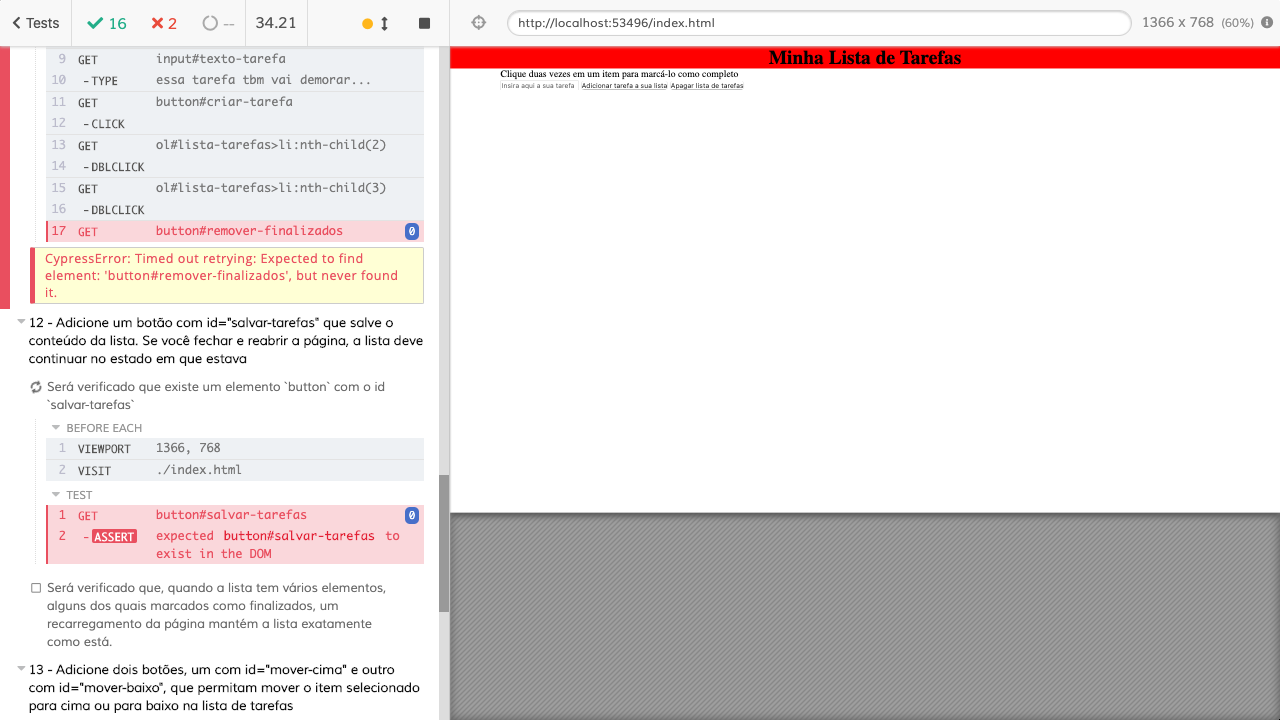 Tests 16 2 -- 34.21 http://localhost:53496/index.html 1366 x 768 (60%)
9 GET input#texto-tarefa
10 -TYPE essa tarefa tbm vai demorar...
11 GET button#criar-tarefa
12 -CLICK
13 GET ol#lista-tarefas>li:nth-child(2)
14 -DBLCLICK
15 GET ol#lista-tarefas>li:nth-child(3)
16 -DBLCLICK
17 GET button#remover-finalizados 0
CypressError: Timed out retrying: Expected to find
element: 'button#remover-finalizados', but never found
it.
12 - Adicione um botão com id="salvar-tarefas" que salve o
conteúdo da lista. Se você fechar e reabrir a página, a lista deve
continuar no estado em que estava
Será verificado que existe um elemento `button` com o id
`salvar-tarefas`
BEFORE EACH
1 VIEWPORT 1366, 768
2 VISIT ./index.html
TEST
1 GET button#salvar-tarefas 0
2 -ASSERT expected button#salvar-tarefas to
exist in the DOM
Será verificado que, quando a lista tem vários elementos,
alguns dos quais marcados como finalizados, um
recarregamento da página mantém a lista exatamente
como está.
13 - Adicione dois botões, um com id="mover-cima" e outro
com id="mover-baixo", que permitam mover o item selecionado
para cima ou para baixo na lista de tarefas
Minha Lista de Tarefas
Clique duas vezes em um item para marcá-lo como completo
Insira aqui a sua tarefa Adicionar tarefa a sua lista Apagar lista de tarefas